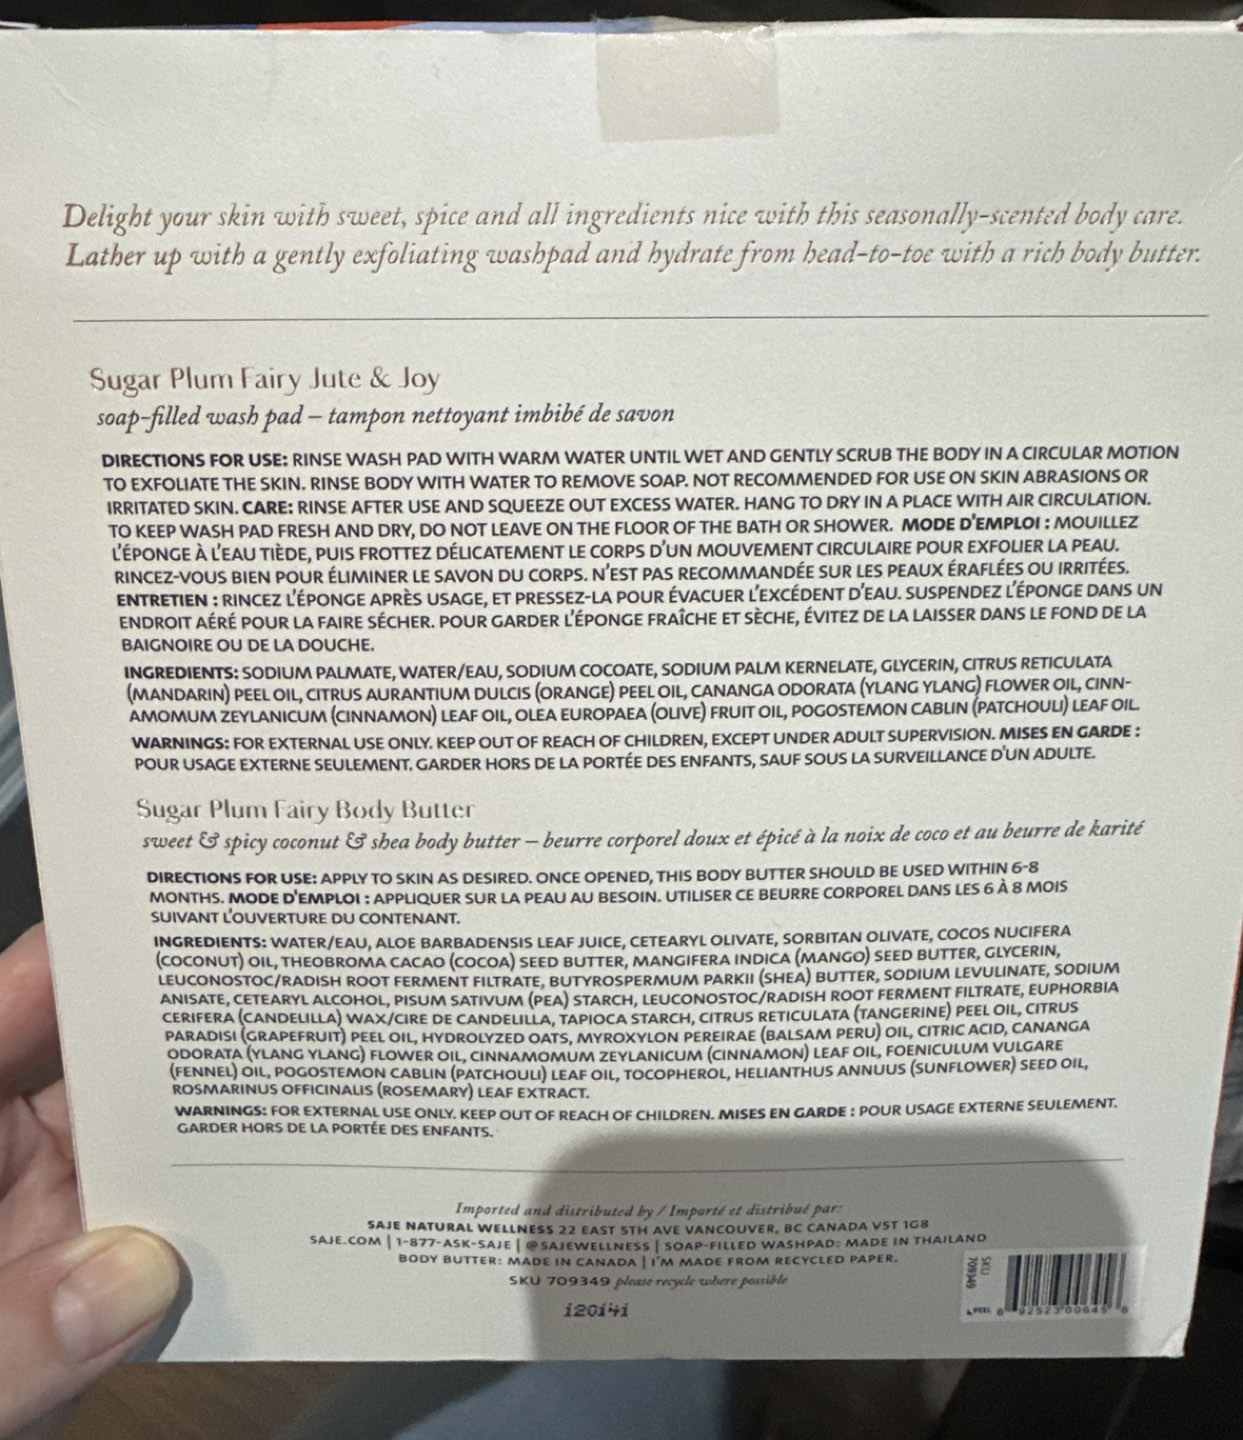 Delight your skin with sweet, spice and all ingredients nice with this seasonally-scented body care.
Lather up with a gently exfoliating washpad and hydrate from head-to-toe with a rich body butter.
Sugar Plum Fairy Jute & Joy
soap-filled wash pad – tampon nettoyant imbibé de savon
DIRECTIONS FOR USE: RINSE WASH PAD WITH WARM WATER UNTIL WET AND GENTLY SCRUB THE BODY IN A CIRCULAR MOTION
TO EXFOLIATE THE SKIN. RINSE BODY WITH WATER TO REMOVE SOAP. NOT RECOMMENDED FOR USE ON SKIN ABRASIONS OR
IRRITATED SKIN. CARE: RINSE AFTER USE AND SQUEEZE OUT EXCESS WATER. HANG TO DRY IN A PLACE WITH AIR CIRCULATION.
TO KEEP WASH PAD FRESH AND DRY, DO NOT LEAVE ON THE FLOOR OF THE BATH OR SHOWER. MODE D'EMPLOI : MOUILLEZ
L'ÉPONGE À L'EAU TIÈDE, PUIS FROTTEZ DÉLICATEMENT LE CORPS D'UN MOUVEMENT CIRCULAIRE POUR EXFOLIER LA PEAU.
RINCEZ-VOUS BIEN POUR ÉLIMINER LE SAVON DU CORPS. N'EST PAS RECOMMANDÉE SUR LES PEAUX ÉRAFLÉES OU IRRITÉES.
ENTRETIEN : RINCEZ L'ÉPONGE APRÈS USAGE, ET PRESSEZ-LA POUR ÉVACUER L'EXCÉDENT D'EAU. SUSPENDEZ L'ÉPONGE DANS UN
ENDROIT AÉRÉ POUR LA FAIRE SÉCHER. POUR GARDER L'ÉPONGE FRAÎCHE ET SÈCHE, ÉVITEZ DE LA LAISSER DANS LE FOND DE LA
BAIGNOIRE OU DE LA DOUCHE.
INGREDIENTS: SODIUM PALMATE, WATER/EAU, SODIUM COCOATE, SODIUM PALM KERNELATE, GLYCERIN, CITRUS RETICULATA
(MANDARIN) PEEL OIL, CITRUS AURANTIUM DULCIS (ORANGE) PEEL OIL, CANANGA ODORATA (YLANG YLANG) FLOWER OIL, CINN-
AMOMUM ZEYLANICUM (CINNAMON) LEAF OIL, OLEA EUROPAEA (OLIVE) FRUIT OIL, POGOSTEMON CABLIN (PATCHOULI) LEAF OIL.
WARNINGS: FOR EXTERNAL USE ONLY. KEEP OUT OF REACH OF CHILDREN, EXCEPT UNDER ADULT SUPERVISION. MISES EN GARDE :
POUR USAGE EXTERNE SEULEMENT. GARDER HORS DE LA PORTÉE DES ENFANTS, SAUF SOUS LA SURVEILLANCE D'UN ADULTE.
Sugar Plum Fairy Body Butter
sweet & spicy coconut & shea body butter – beurre corporel doux et épicé à la noix de coco et au beurre de karité
DIRECTIONS FOR USE: APPLY TO SKIN AS DESIRED. ONCE OPENED, THIS BODY BUTTER SHOULD BE USED WITHIN 6-8
MONTHS. MODE D'EMPLOI : APPLIQUER SUR LA PEAU AU BESOIN. UTILISER CE BEURRE CORPOREL DANS LES 6 À 8 MOIS
SUIVANT L'OUVERTURE DU CONTENANT.
INGREDIENTS: WATER/EAU, ALOE BARBADENSIS LEAF JUICE, CETEARYL OLIVATE, SORBITAN OLIVATE, COCOS NUCIFERA
(COCONUT) OIL, THEOBROMA CACAO (COCOA) SEED BUTTER, MANGIFERA INDICA (MANGO) SEED BUTTER, GLYCERIN,
LEUCONOSTOC/RADISH ROOT FERMENT FILTRATE, BUTYROSPERMUM PARKII (SHEA) BUTTER, SODIUM LEVULINATE, SODIUM
ANISATE, CETEARYL ALCOHOL, PISUM SATIVUM (PEA) STARCH, LEUCONOSTOC/RADISH ROOT FERMENT FILTRATE, EUPHORBIA
CERIFERA (CANDELILLA) WAX/CIRE DE CANDELILLA, TAPIOCA STARCH, CITRUS RETICULATA (TANGERINE) PEEL OIL, CITRUS
PARADISI (GRAPEFRUIT) PEEL OIL, HYDROLYZED OATS, MYROXYLON PEREIRAE (BALSAM PERU) OIL, CITRIC ACID, CANANGA
ODORATA (YLANG YLANG) FLOWER OIL, CINNAMOMUM ZEYLANICUM (CINNAMON) LEAF OIL, FOENICULUM VULGARE
(FENNEL) OIL, POGOSTEMON CABLIN (PATCHOULI) LEAF OIL, TOCOPHEROL, HELIANTHUS ANNUUS (SUNFLOWER) SEED OIL,
ROSMARINUS OFFICINALIS (ROSEMARY) LEAF EXTRACT.
WARNINGS: FOR EXTERNAL USE ONLY. KEEP OUT OF REACH OF CHILDREN. MISES EN GARDE : POUR USAGE EXTERNE SEULEMENT.
GARDER HORS DE LA PORTÉE DES ENFANTS.
Imported and distributed by / Importé et distribué par:
SAJE NATURAL WELLNESS 22 EAST 5TH AVE VANCOUVER, BC CANADA V5T 1G8
SAJE.COM | 1-877-ASK-SAJE | @SAJEWELLNESS | SOAP-FILLED WASHPAD: MADE IN THAILAND
BODY BUTTER: MADE IN CANADA | I'M MADE FROM RECYCLED PAPER.
SKU 709349 please recycle where possible
i20i4i
SKU
709349
PEEL